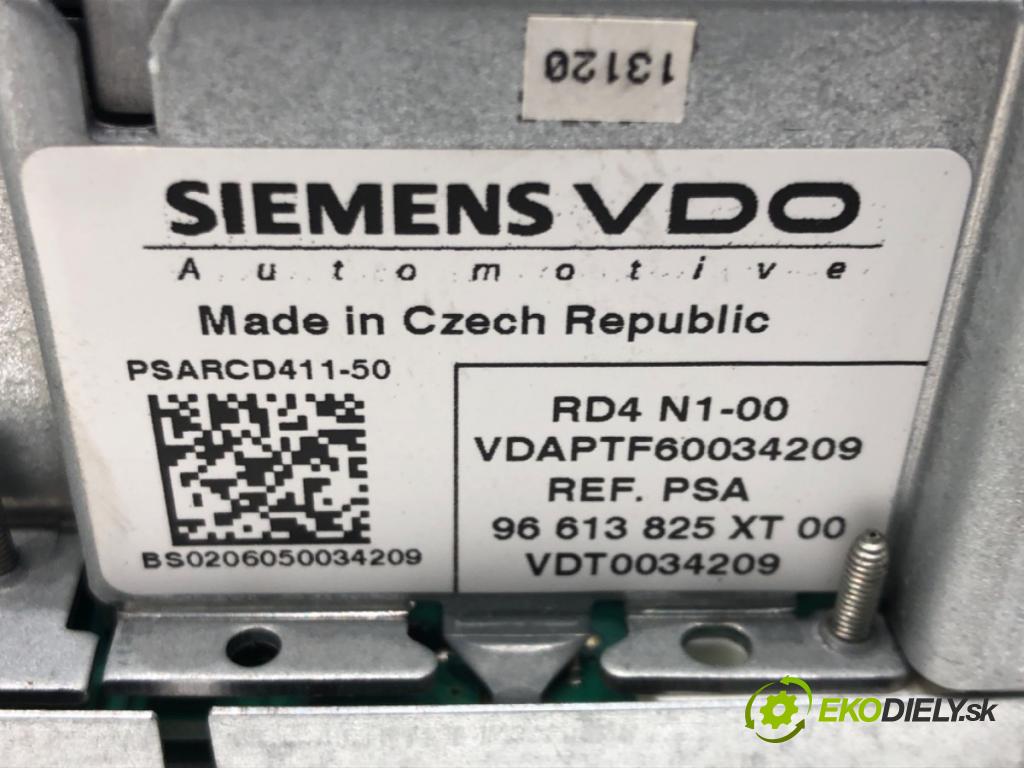 13120
SIEMENS VDO
Automotive
Made in Czech Republic
PSARCD411-50
BS0206050034209
RD4 N1-00
VDAPTF60034209
REF. PSA
96 613 825 XT 00
VDT0034209
EKODIELY.sk